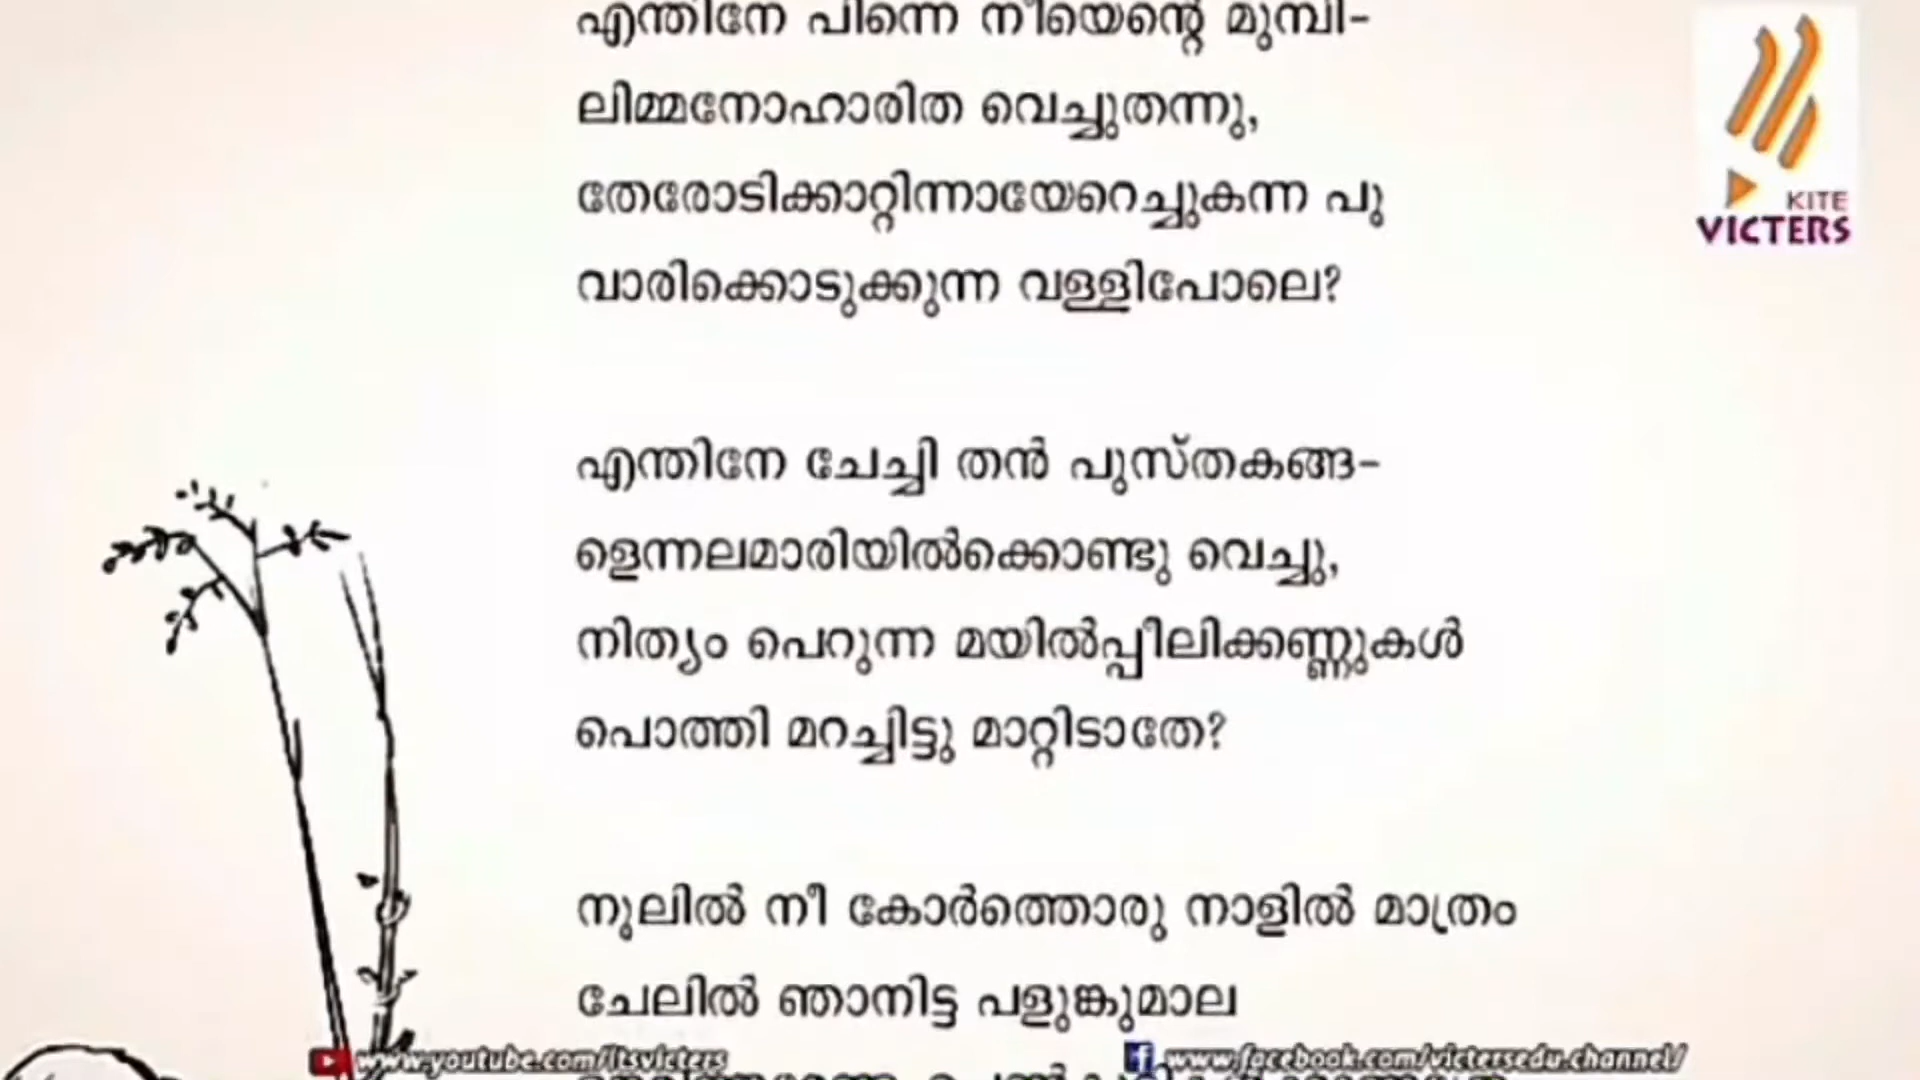 എന്തിനേ പിന്നെ നീയെന്റെ മുമ്പി-
ലിമ്മനോഹാരിത വെച്ചുതന്നു,
തേരോടിക്കാറ്റിന്നായേറെച്ചുകന്ന പൂ
വാരിക്കൊടുക്കുന്ന വള്ളിപോലെ?
എന്തിനേ ചേച്ചി തൻ പുസ്തകങ്ങ-
ളെന്നലമാരിയിൽക്കൊണ്ടു വെച്ചു,
നിത്യം പെറുന്ന മയിൽപ്പീലിക്കണ്ണുകൾ
പൊത്തി മറച്ചിട്ടു മാറ്റിടാതേ?
നൂലിൽ നീ കോർത്തൊരു നാളിൽ മാത്രം
ചേലിൽ ഞാനിട്ട പളുങ്കുമാല
KITE
VICTERS
www.youtube.com/itsvicters
www.facebook.com/victersedu.channel/